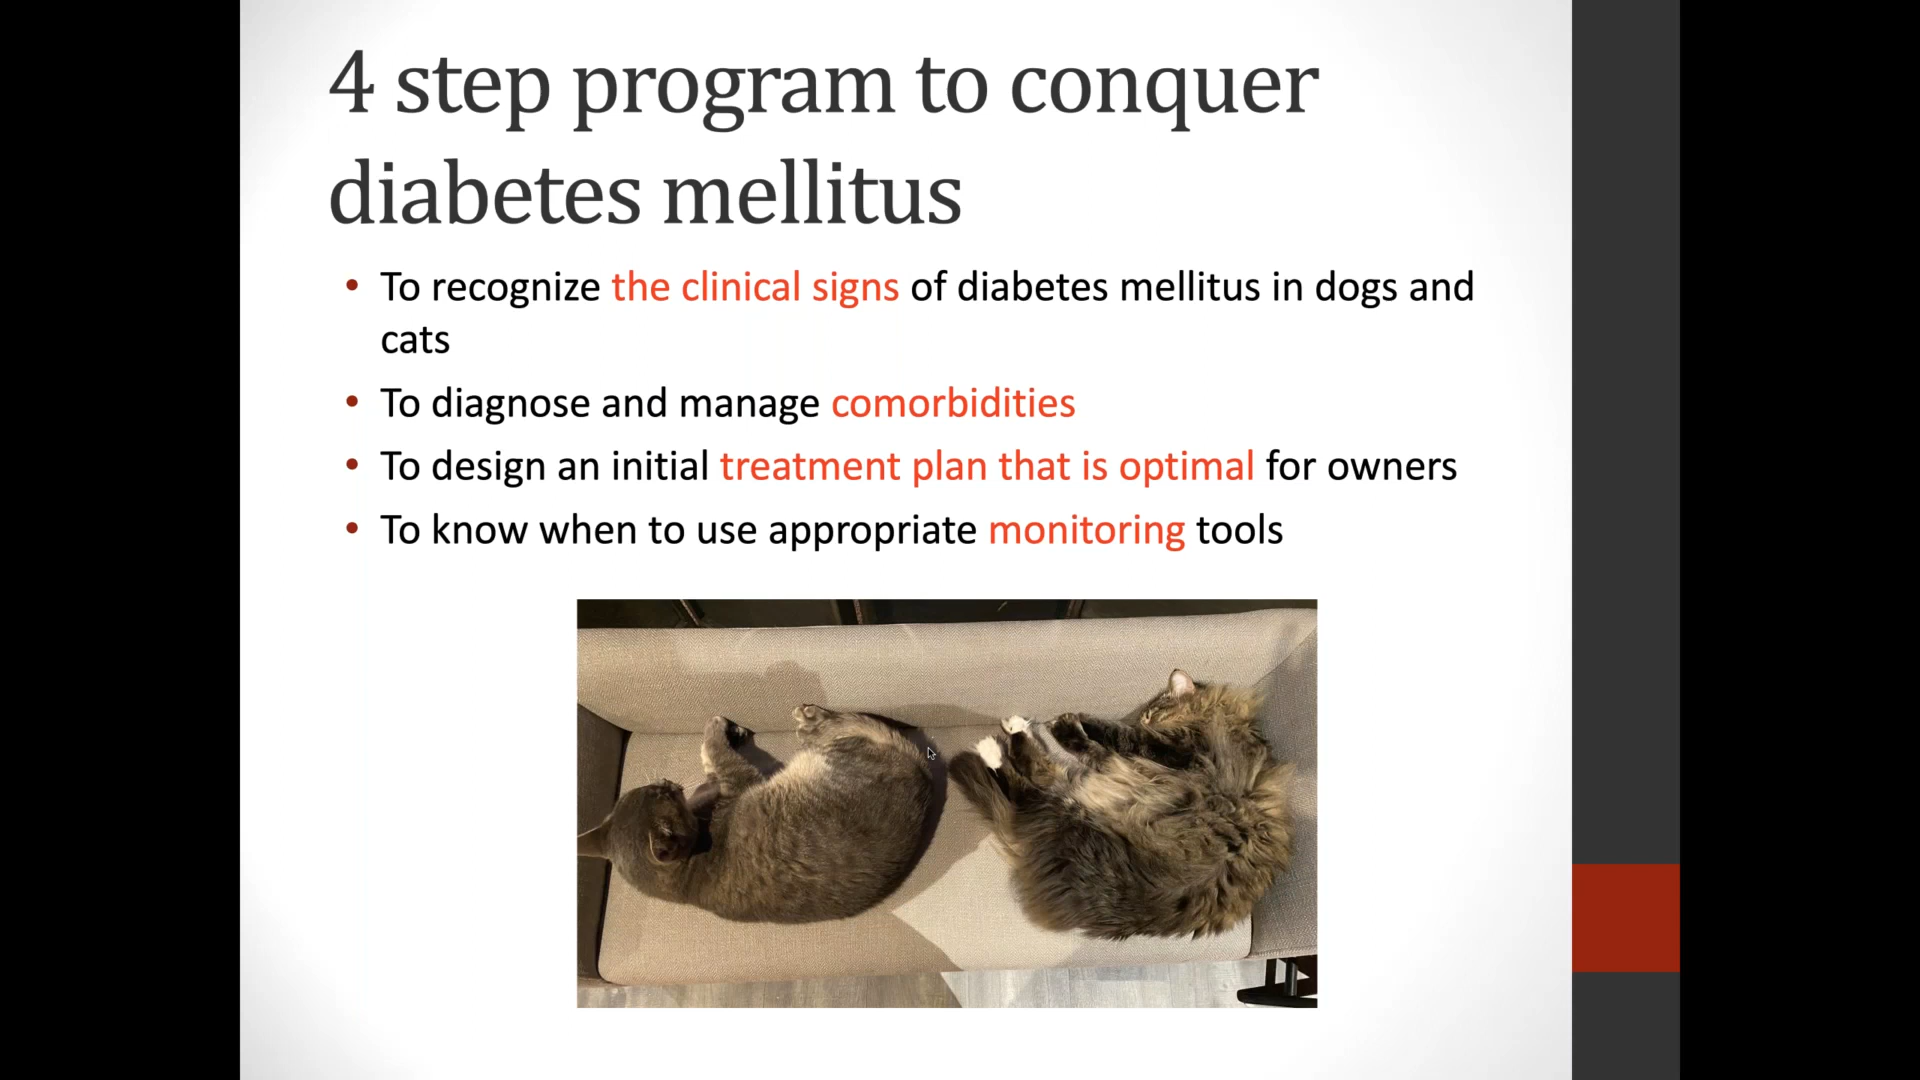 4 step program to conquer
diabetes mellitus
• To recognize the clinical signs of diabetes mellitus in dogs and
cats
• To diagnose and manage comorbidities
• To design an initial treatment plan that is optimal for owners
• To know when to use appropriate monitoring tools